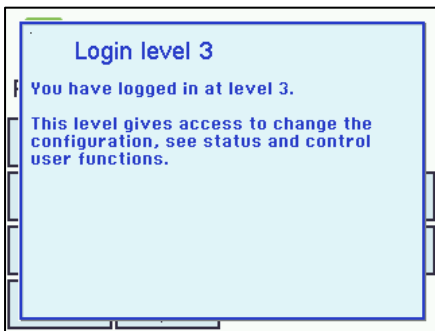 Login level 3
You have logged in at level 3.
This level gives access to change the
configuration, see status and control
user functions.